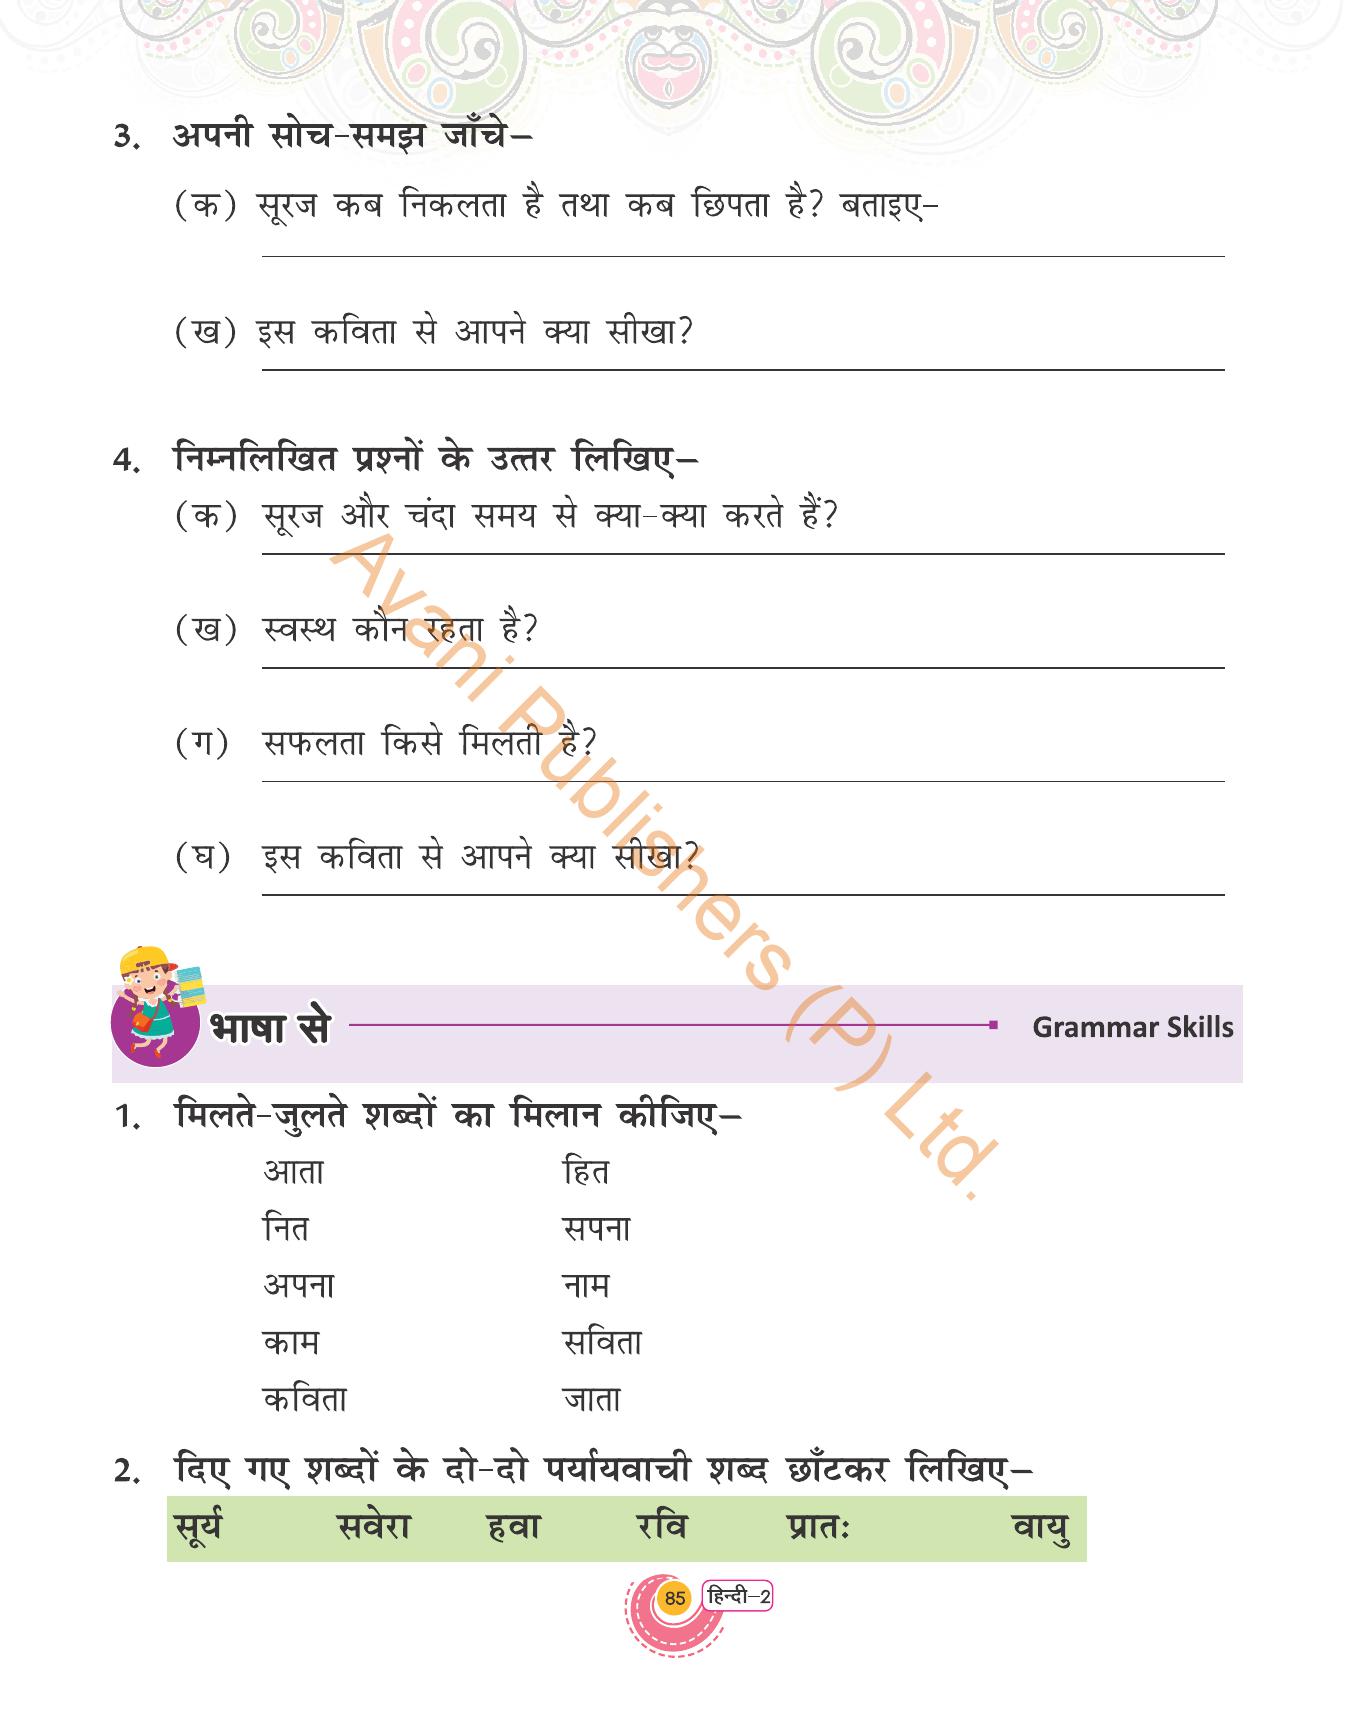 3. अपनी सोच-समझ जाँचे–
(क) सूरज कब निकलता है तथा कब छिपता है? बताइए-
(ख) इस कविता से आपने क्या सीखा?
4. निम्नलिखित प्रश्नों के उत्तर लिखिए–
(क) सूरज और चंदा समय से क्या-क्या करते हैं?
(ख) स्वस्थ कौन रहता है?
(ग) सफलता किसे मिलती है?
(घ) इस कविता से आपने क्या सीखा?
Avani Publishers (P) Ltd.
भाषा से Grammar Skills
1. मिलते-जुलते शब्दों का मिलान कीजिए–
आता हित
नित सपना
अपना नाम
काम सविता
कविता जाता
2. दिए गए शब्दों के दो-दो पर्यायवाची शब्द छाँटकर लिखिए–
सूर्य सवेरा हवा रवि प्रातः वायु
85 हिन्दी–2